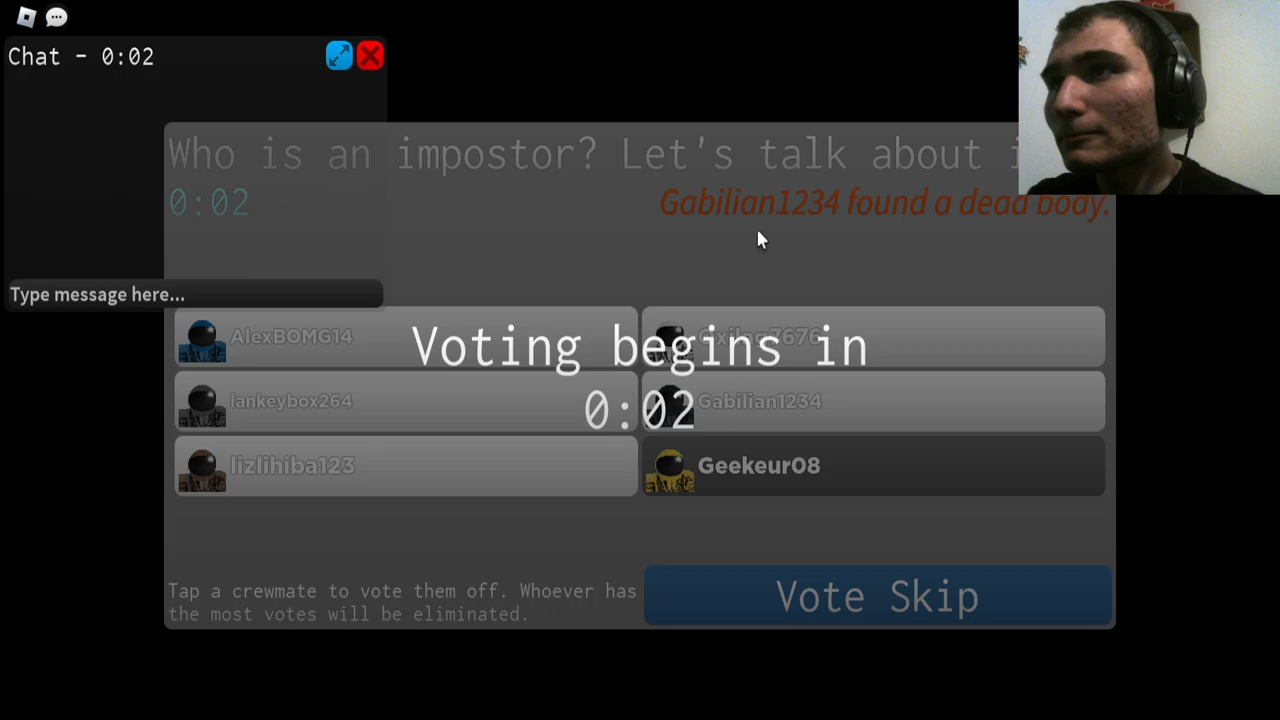 Chat - 0:02
Who is an impostor? Let's talk about
0:02
Gabilian1234 found a dead body.
Type message here...
AlexBOMG14
Voting begins in
0:02
lankeybox264
Gabilian1234
lizlihiba123
Geekeur08
Tap a crewmate to vote them off. Whoever has
the most votes will be eliminated.
Vote Skip